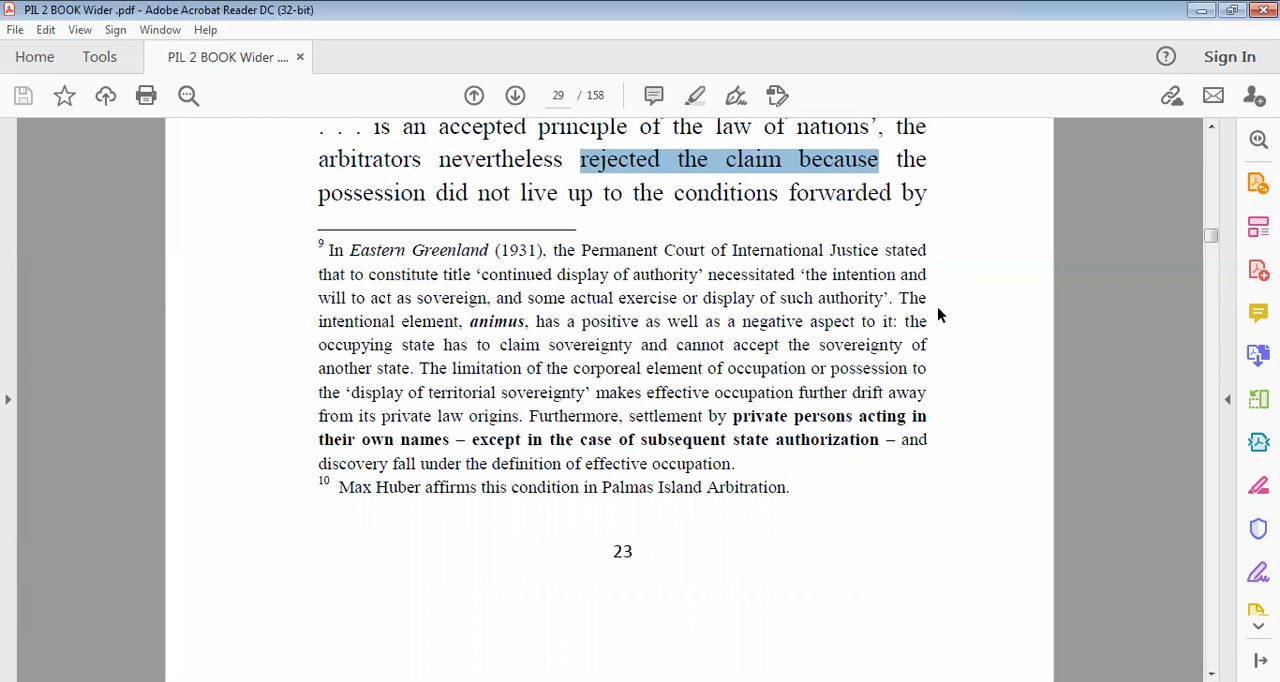 PIL 2 BOOK Wider .pdf - Adobe Acrobat Reader DC (32-bit)
File Edit View Sign Window Help
Home Tools PIL 2 BOOK Wider .... × Sign In
29 / 158
. . . is an accepted principle of the law of nations’, the
arbitrators nevertheless rejected the claim because the
possession did not live up to the conditions forwarded by
9 In Eastern Greenland (1931), the Permanent Court of International Justice stated
that to constitute title ‘continued display of authority’ necessitated ‘the intention and
will to act as sovereign, and some actual exercise or display of such authority’. The
intentional element, animus, has a positive as well as a negative aspect to it: the
occupying state has to claim sovereignty and cannot accept the sovereignty of
another state. The limitation of the corporeal element of occupation or possession to
the ‘display of territorial sovereignty’ makes effective occupation further drift away
from its private law origins. Furthermore, settlement by private persons acting in
their own names – except in the case of subsequent state authorization – and
discovery fall under the definition of effective occupation.
10 Max Huber affirms this condition in Palmas Island Arbitration.
23